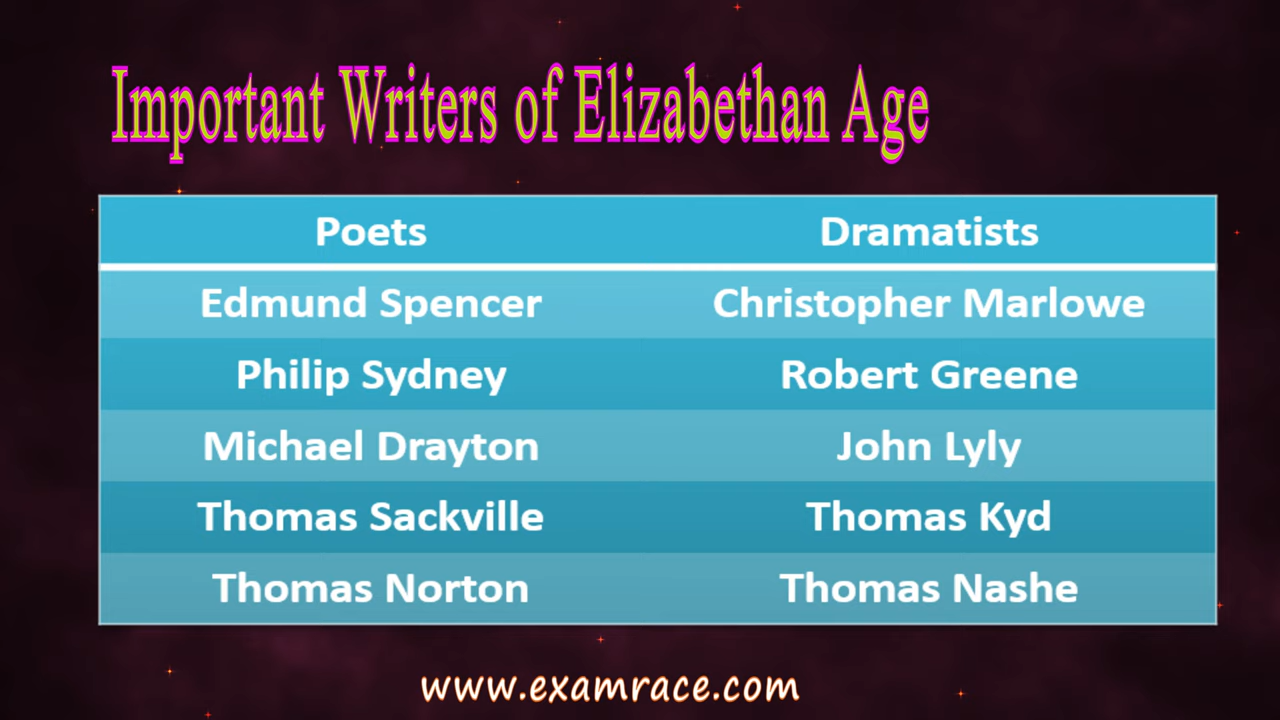 Important Writers of Elizabethan Age
Poets Dramatists
Edmund Spencer Christopher Marlowe
Philip Sydney Robert Greene
Michael Drayton John Lyly
Thomas Sackville Thomas Kyd
Thomas Norton Thomas Nashe
www.examrace.com